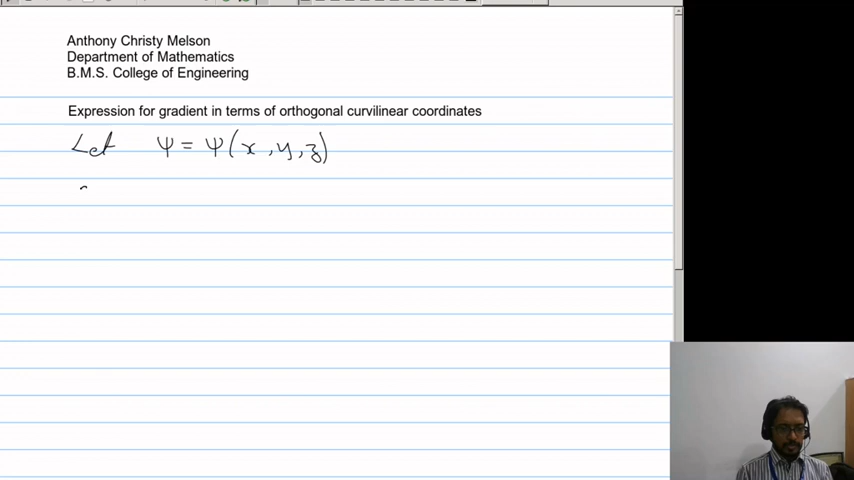 Anthony Christy Melson
Department of Mathematics
B.M.S. College of Engineering
Expression for gradient in terms of orthogonal curvilinear coordinates
Let ψ = ψ(x, y, z)